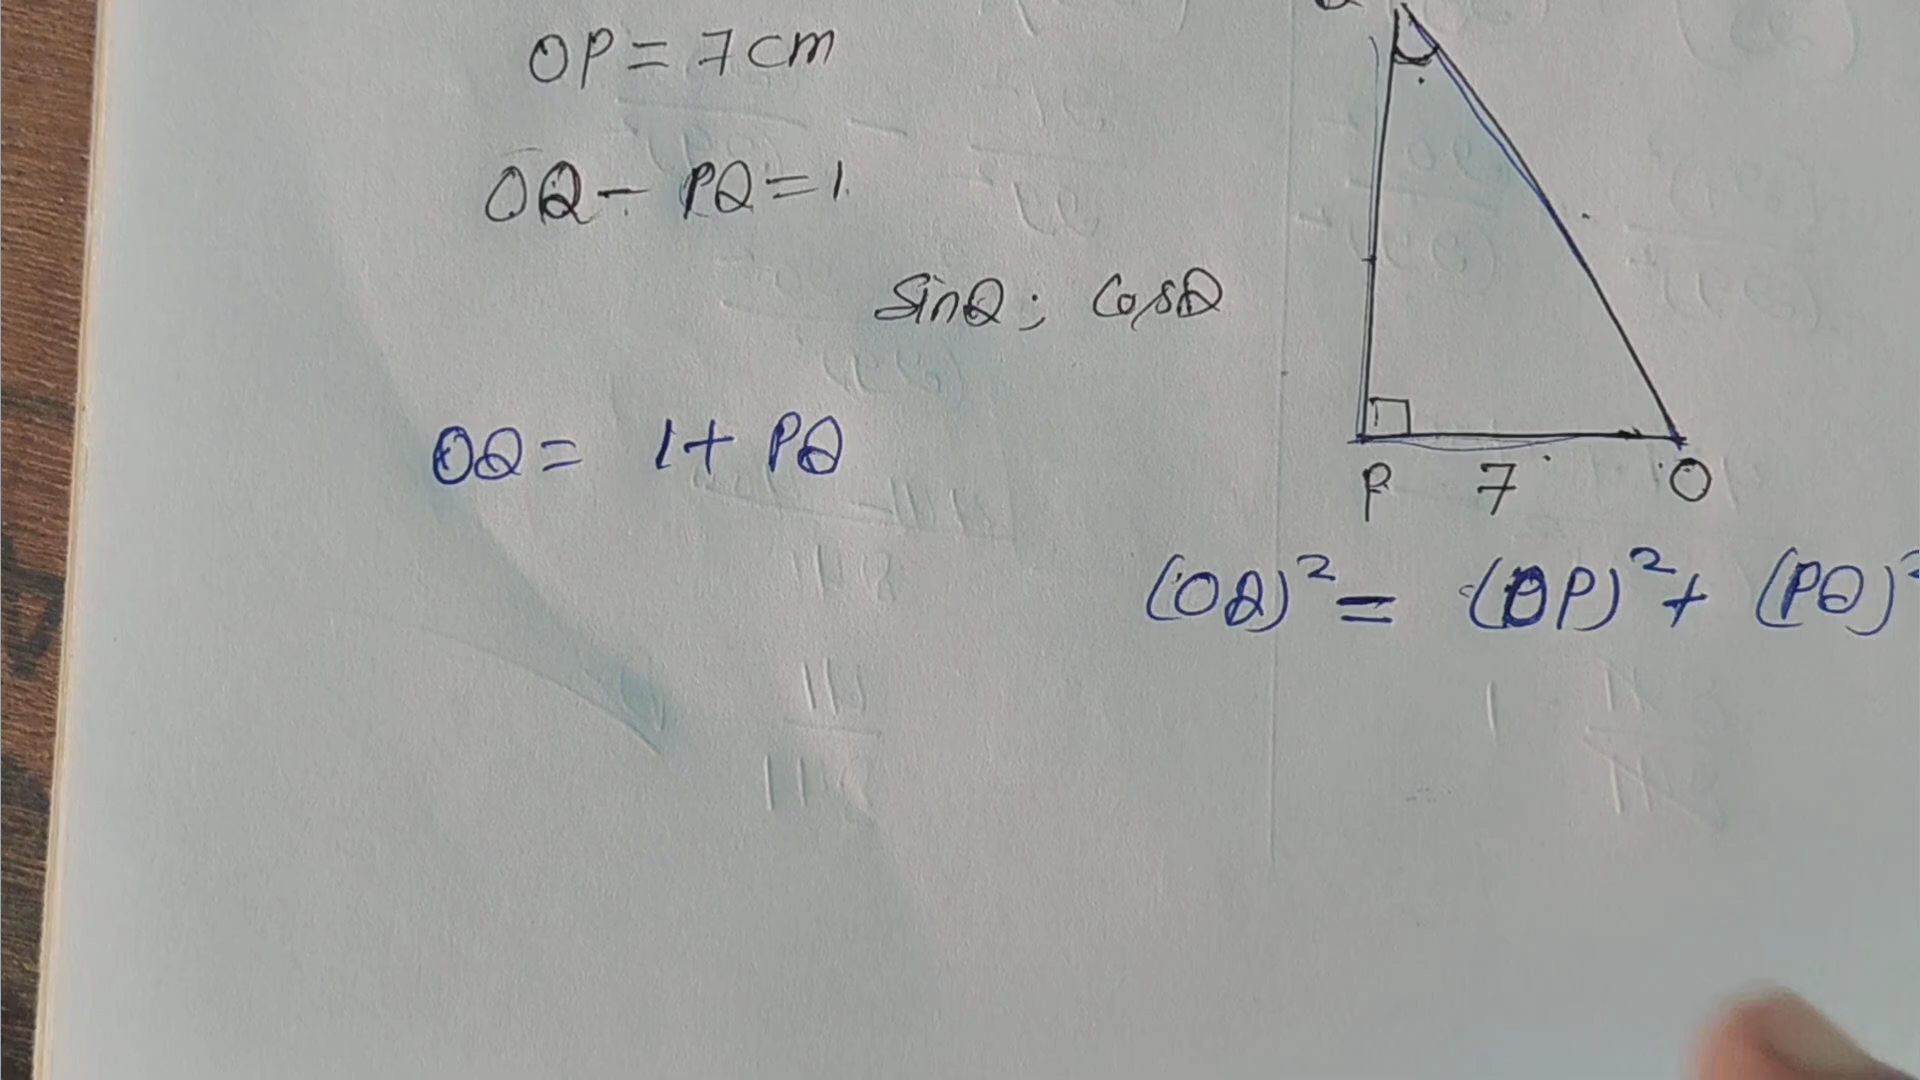 OP = 7cm
OQ - PQ = 1
sinQ ; CosQ
OQ = 1 + PQ
P 7 O
(OQ)² = (OP)² + (PQ)²